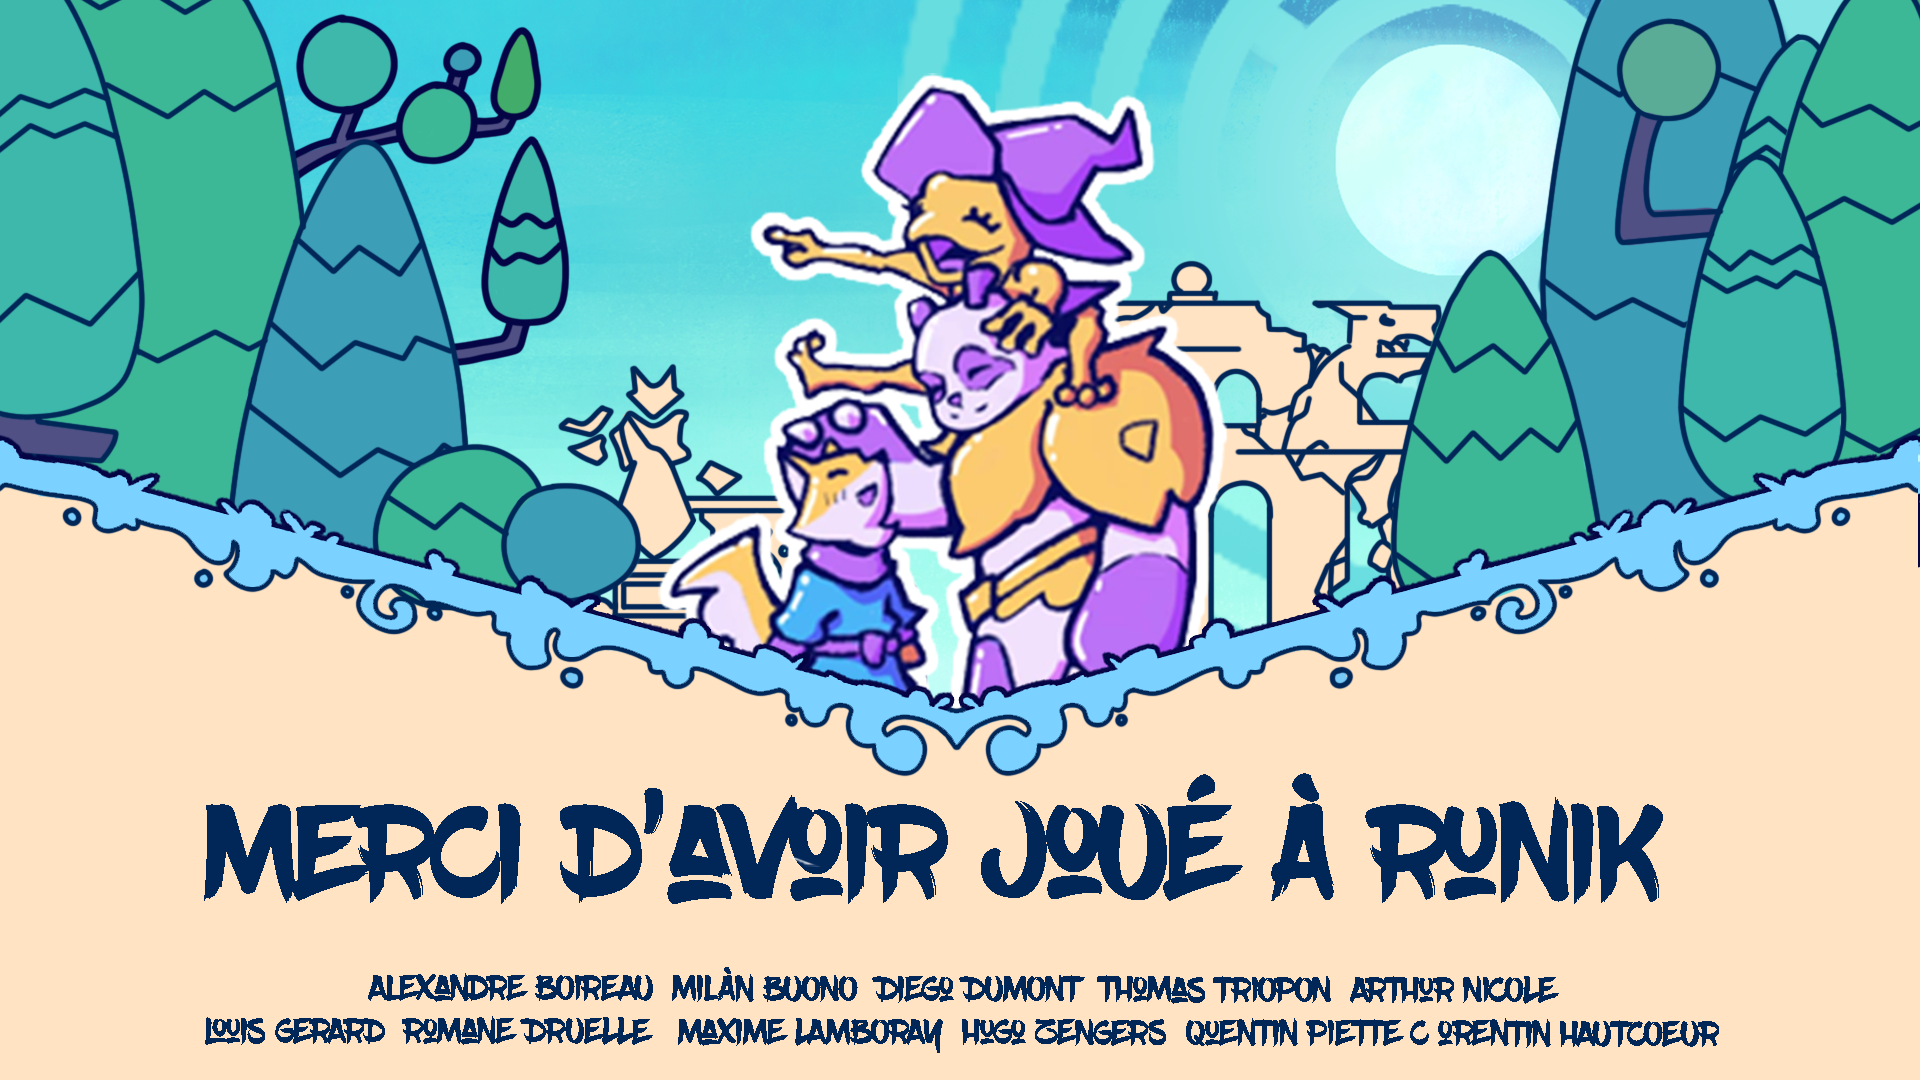 MERCI D'AVOIR JOUÉ À RUNIK
ALEXANDRE BOIREAU MILÀN BUONO DIEGO DUMONT THOMAS TRIOPON ARTHUR NICOLE
LOUIS GERARD ROMANE DRUELLE MAXIME LAMBORAY HUGO ZENGERS QUENTIN PIETTE C ORENTIN HAUTCOEUR